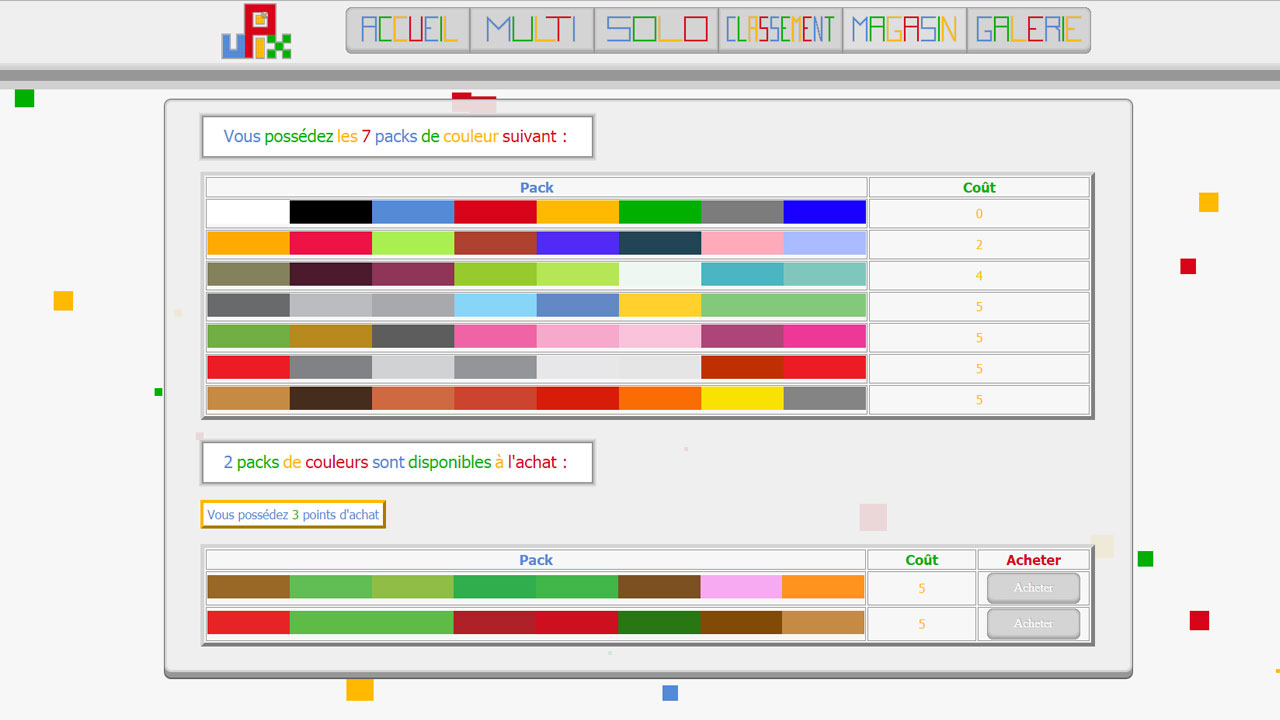 uPix
ACCUEIL MULTI SOLO CLASSEMENT MAGASIN GALERIE
Vous possédez les 7 packs de couleur suivant :
Pack Coût
0
2
4
5
5
5
5
2 packs de couleurs sont disponibles à l'achat :
Vous possédez 3 points d'achat
Pack Coût Acheter
5 Acheter
5 Acheter